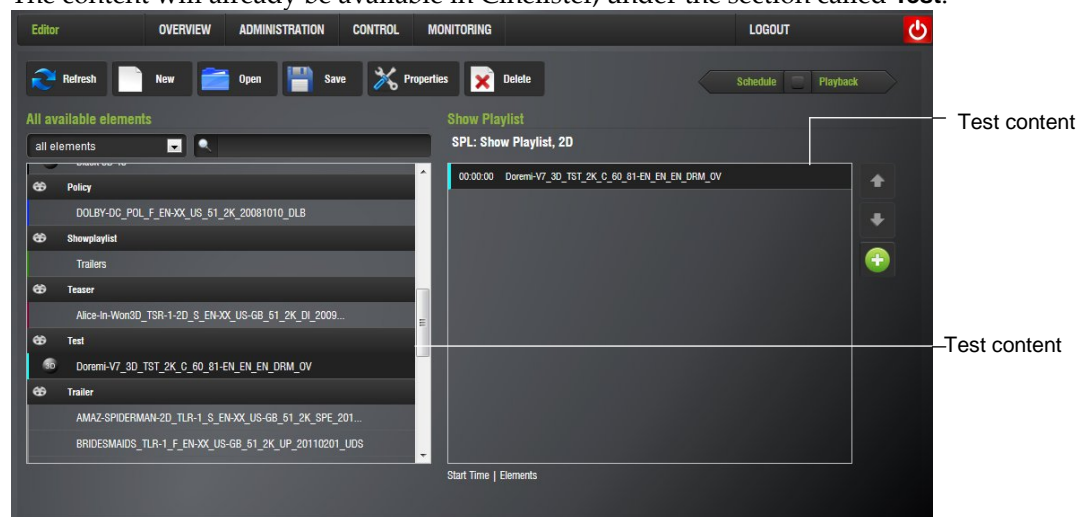 The content will already be available in Cinelister, under the section called Test.
Editor OVERVIEW ADMINISTRATION CONTROL MONITORING LOGOUT
Refresh New Open Save Properties Delete Schedule Playback
All available elements
all elements
Policy
DOLBY-DC_POL_F_EN-XX_US_51_2K_20081010_DLB
Showplaylist
Trailers
Teaser
Alice-In-Won3D_TSR-1-2D_S_EN-XX_US-GB_51_2K_DI_2009...
Test
3D Doremi-V7_3D_TST_2K_C_60_81-EN_EN_EN_DRM_OV
Trailer
AMAZ-SPIDERMAN-2D_TLR-1_S_EN-XX_US-GB_51_2K_SPE_201...
BRIDESMAIDS_TLR-1_F_EN-XX_US-GB_51_2K_UP_20110201_UDS
Show Playlist
SPL: Show Playlist, 2D
00:00:00 Doremi-V7_3D_TST_2K_C_60_81-EN_EN_EN_DRM_OV
Start Time | Elements
Test content
Test content